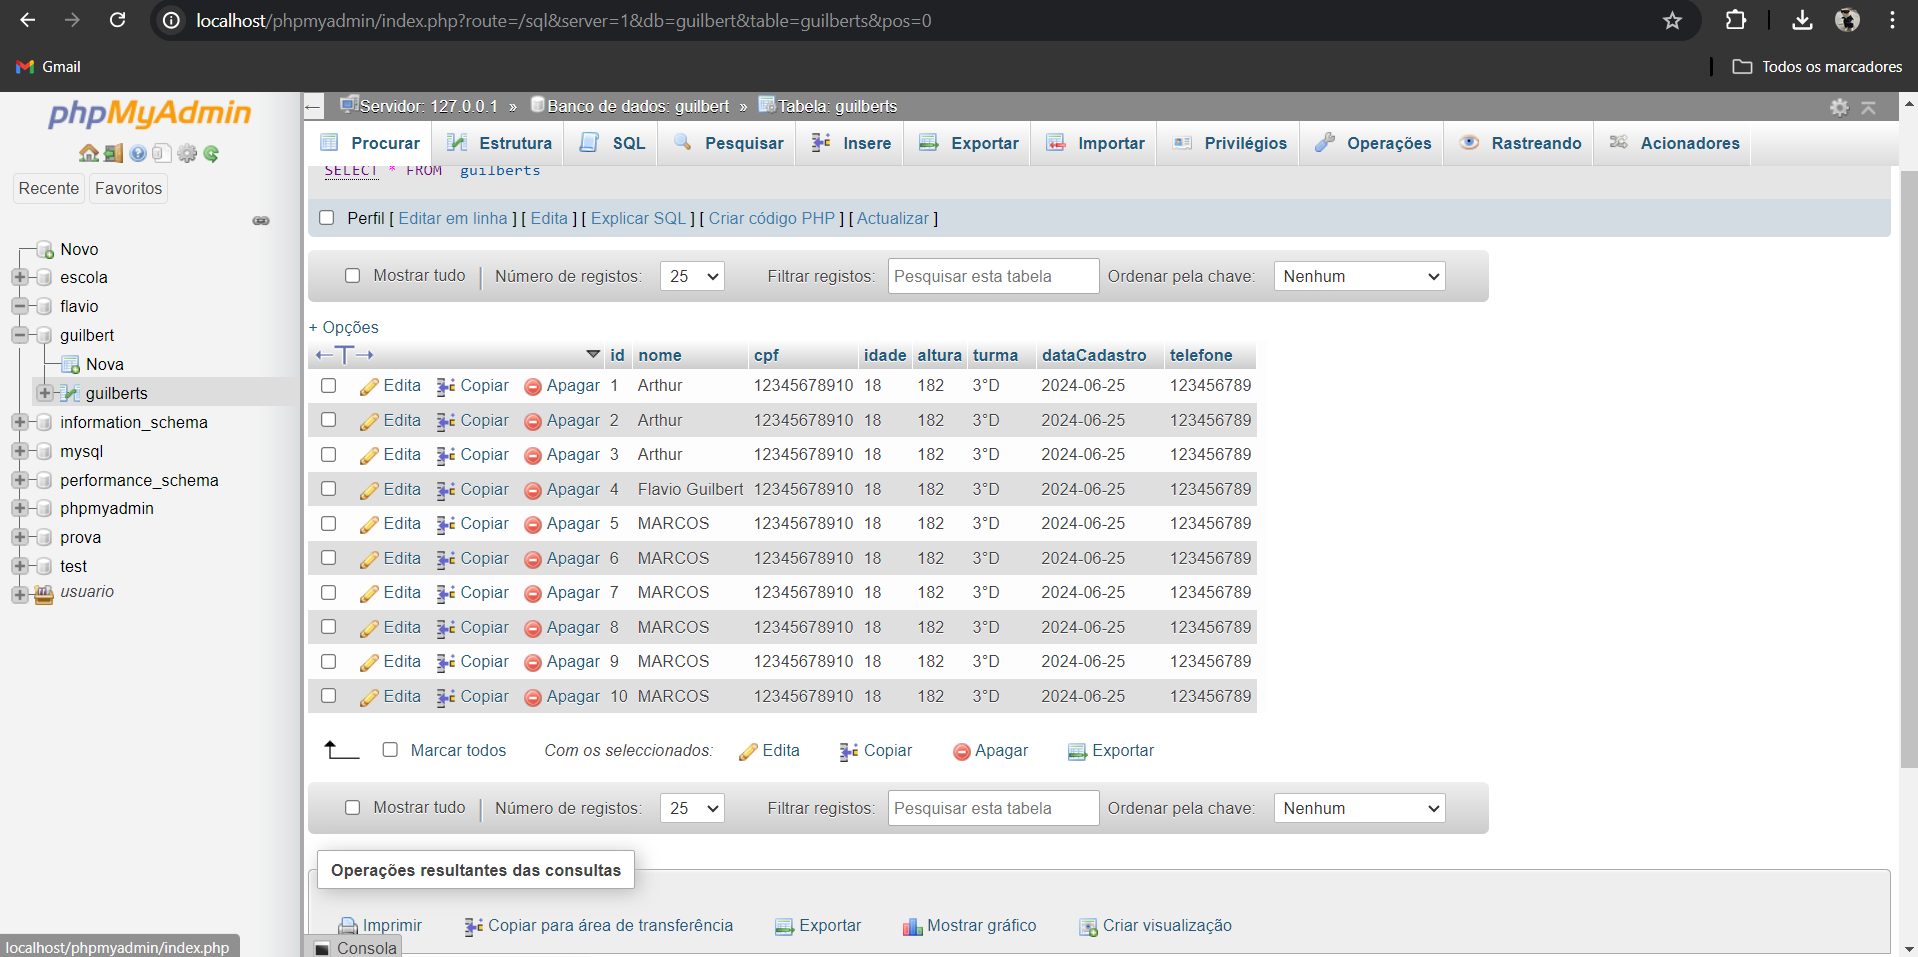 localhost/phpmyadmin/index.php?route=/sql&server=1&db=guilbert&table=guilberts&pos=0
Gmail
Todos os marcadores
phpMyAdmin
Recente Favoritos
Novo
escola
flavio
guilbert
Nova
guilberts
information_schema
mysql
performance_schema
phpmyadmin
prova
test
usuario
localhost/phpmyadmin/index.php
Servidor: 127.0.0.1 » Banco de dados: guilbert » Tabela: guilberts
Procurar Estrutura SQL Pesquisar Insere Exportar Importar Privilégios Operações Rastreando Acionadores
SELECT * FROM guilberts
Perfil [ Editar em linha ] [ Edita ] [ Explicar SQL ] [ Criar código PHP ] [ Actualizar ]
Mostrar tudo | Número de registos: 25 Filtrar registos: Pesquisar esta tabela Ordenar pela chave: Nenhum
+ Opções
←T→ id nome cpf idade altura turma dataCadastro telefone
Edita Copiar Apagar 1 Arthur 12345678910 18 182 3°D 2024-06-25 123456789
Edita Copiar Apagar 2 Arthur 12345678910 18 182 3°D 2024-06-25 123456789
Edita Copiar Apagar 3 Arthur 12345678910 18 182 3°D 2024-06-25 123456789
Edita Copiar Apagar 4 Flavio Guilbert 12345678910 18 182 3°D 2024-06-25 123456789
Edita Copiar Apagar 5 MARCOS 12345678910 18 182 3°D 2024-06-25 123456789
Edita Copiar Apagar 6 MARCOS 12345678910 18 182 3°D 2024-06-25 123456789
Edita Copiar Apagar 7 MARCOS 12345678910 18 182 3°D 2024-06-25 123456789
Edita Copiar Apagar 8 MARCOS 12345678910 18 182 3°D 2024-06-25 123456789
Edita Copiar Apagar 9 MARCOS 12345678910 18 182 3°D 2024-06-25 123456789
Edita Copiar Apagar 10 MARCOS 12345678910 18 182 3°D 2024-06-25 123456789
Marcar todos Com os seleccionados: Edita Copiar Apagar Exportar
Mostrar tudo | Número de registos: 25 Filtrar registos: Pesquisar esta tabela Ordenar pela chave: Nenhum
Operações resultantes das consultas
Imprimir Copiar para área de transferência Exportar Mostrar gráfico Criar visualização
Consola